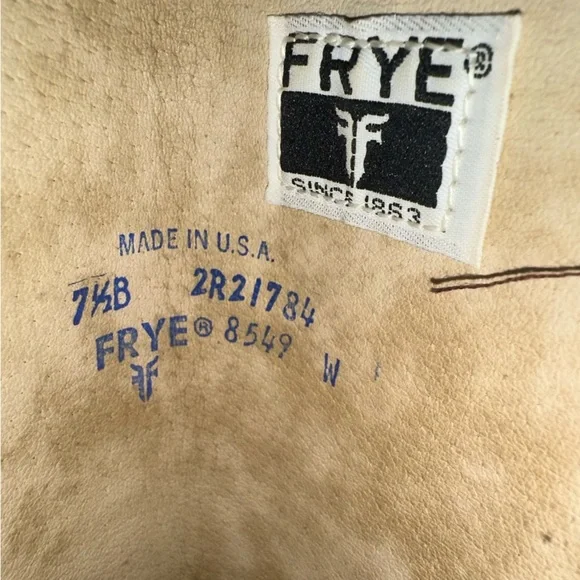 FRYE®
SINCE 1863
MADE IN U.S.A.
7½B 2R21784
FRYE® 8549 W